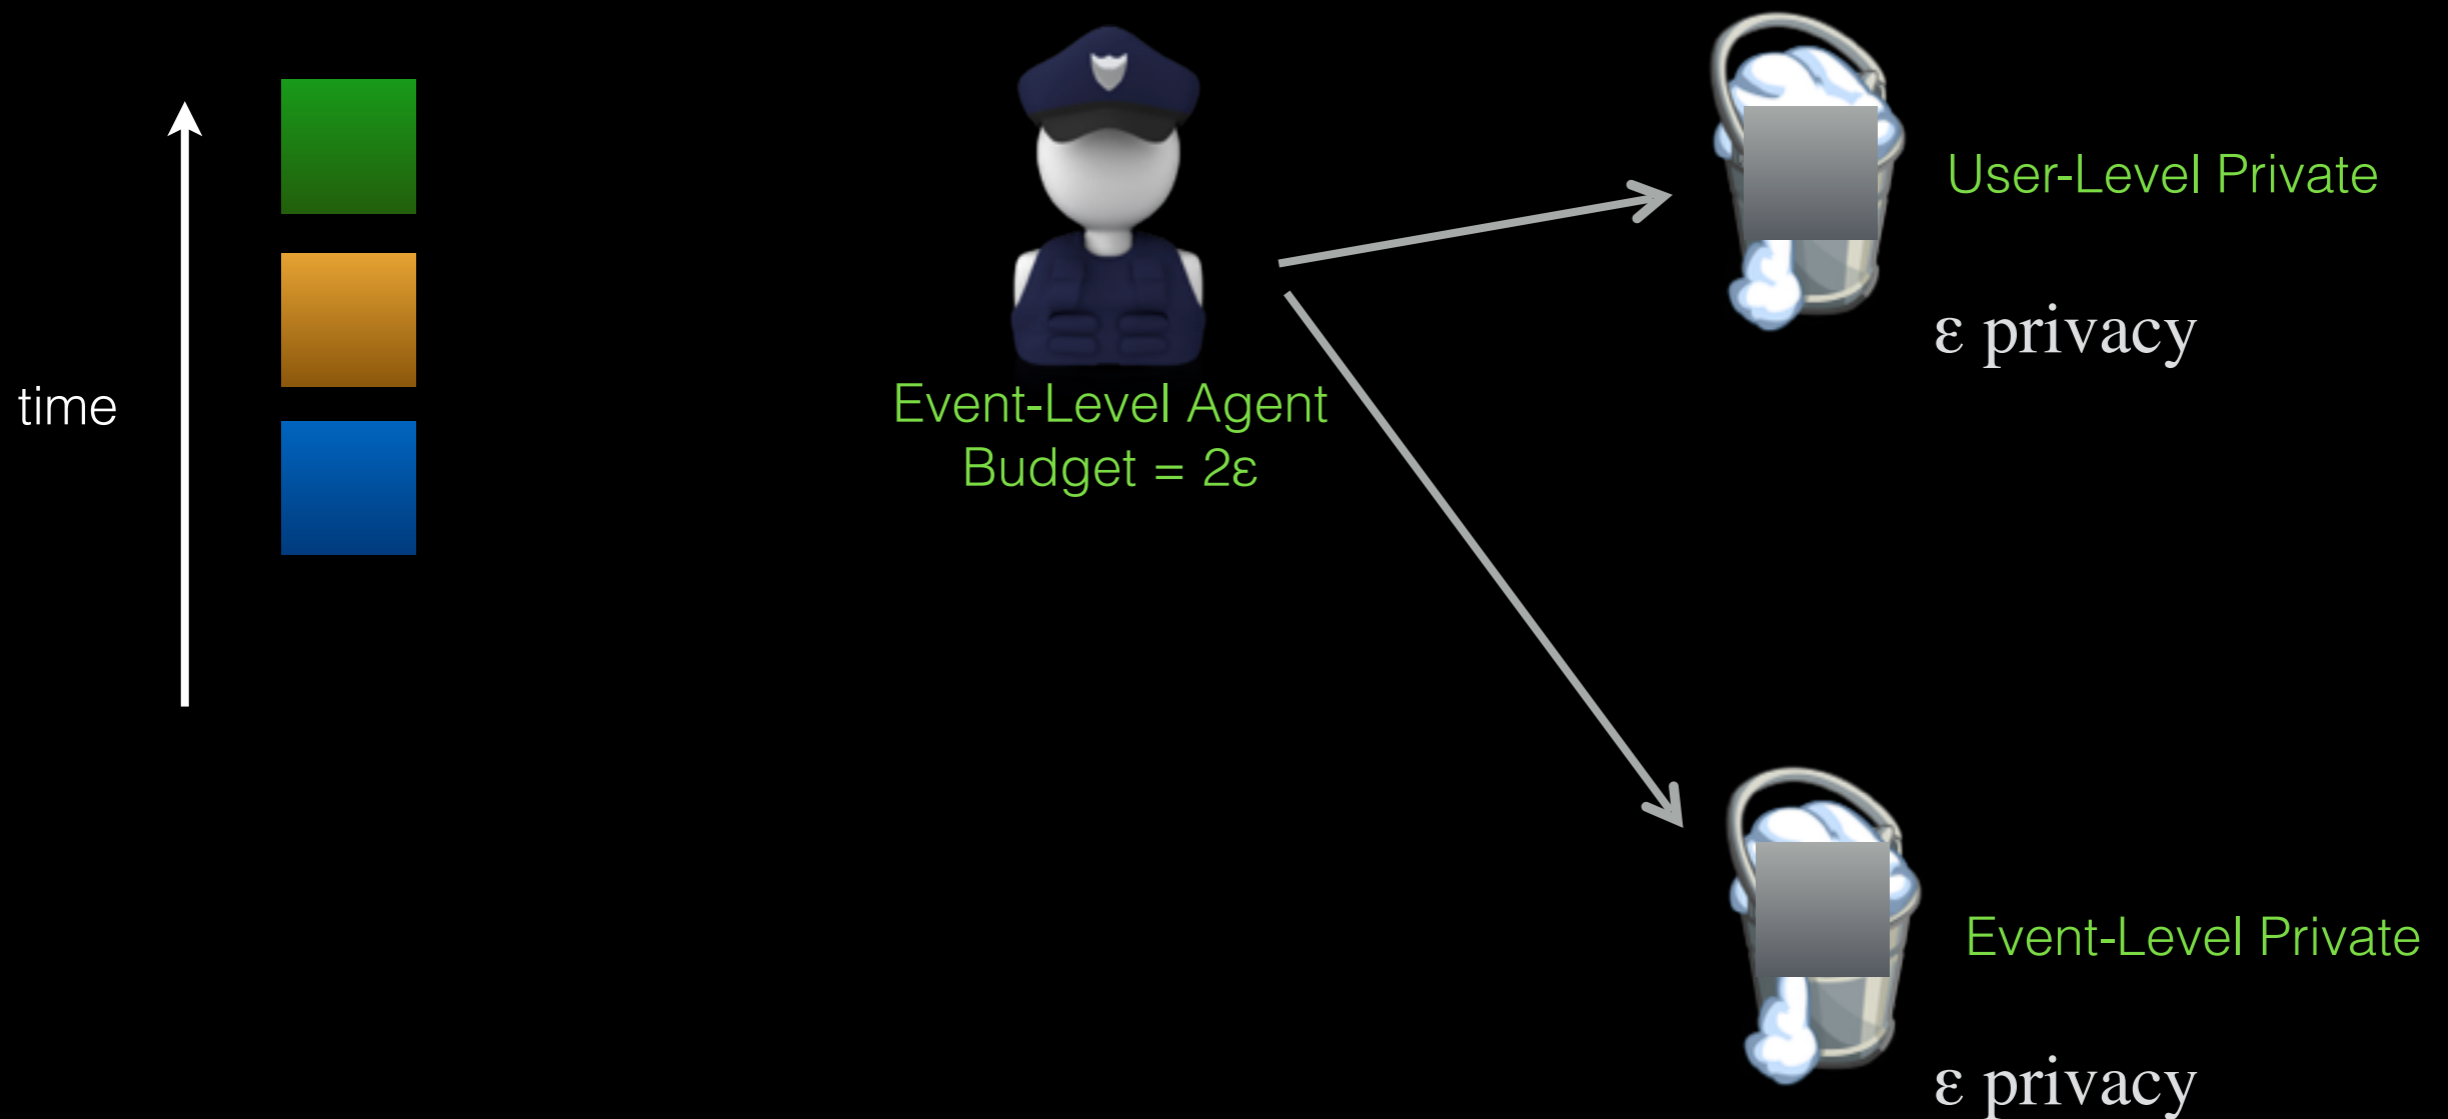 User-Level Private
ε privacy
time
Event-Level Agent
Budget = 2ε
Event-Level Private
ε privacy